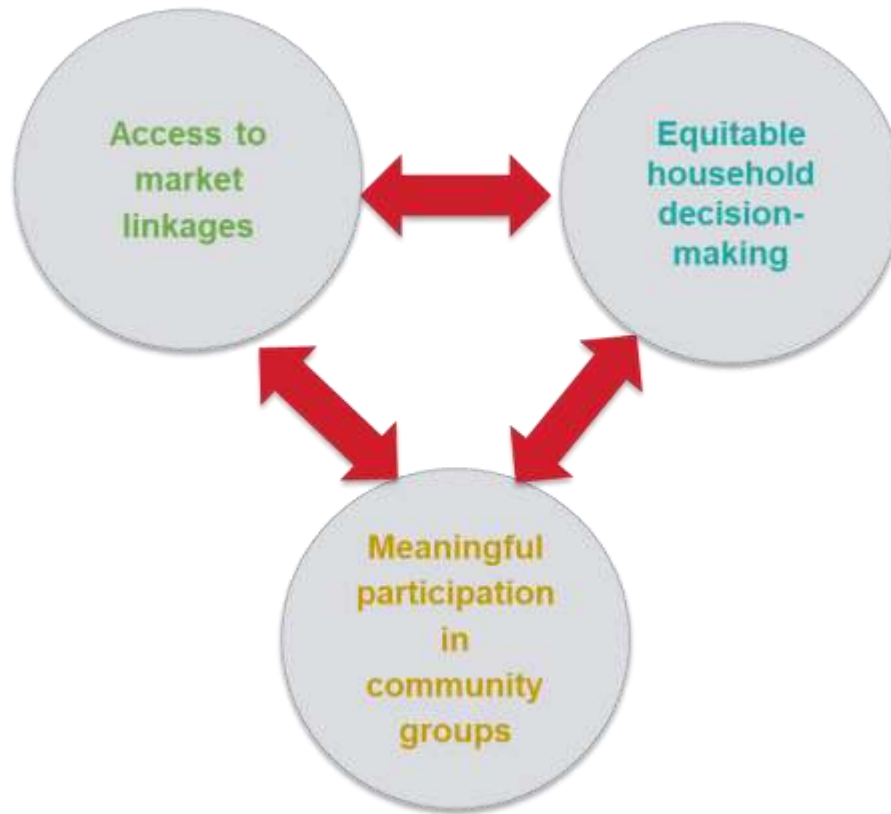 Access to
market
linkages
Equitable
household
decision-
making
Meaningful
participation
in
community
groups